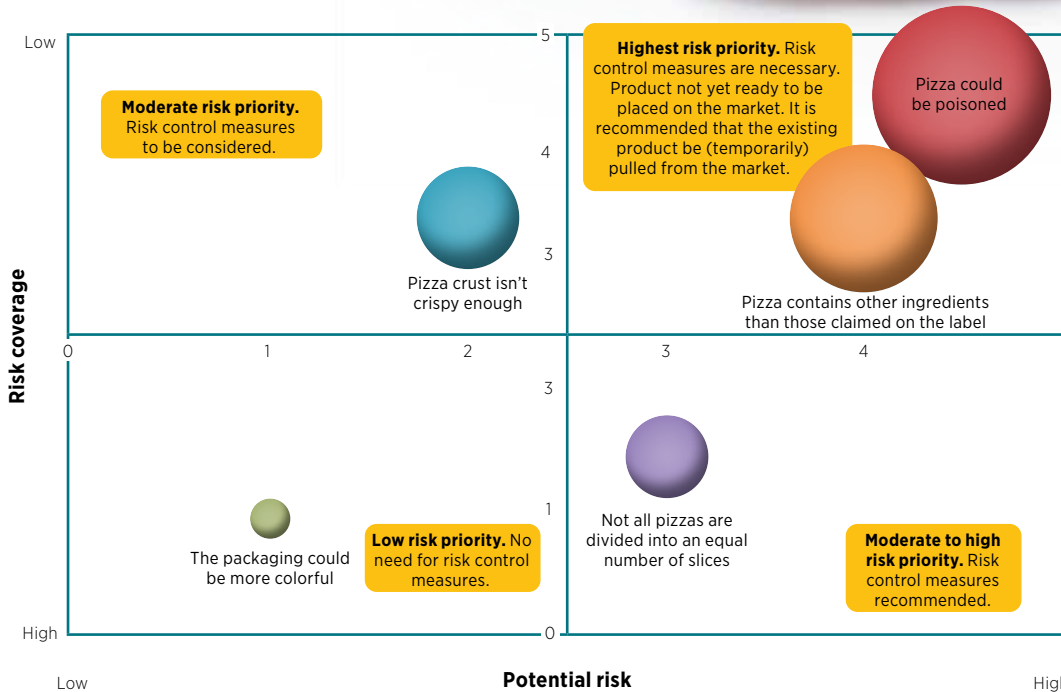 Low
5
Highest risk priority. Risk
control measures are necessary.
Product not yet ready to be
placed on the market. It is
recommended that the existing
product be (temporarily)
pulled from the market.
Pizza could
be poisoned
Moderate risk priority.
Risk control measures
to be considered.
4
3
Pizza crust isn’t
crispy enough
Pizza contains other ingredients
than those claimed on the label
Risk coverage
0
1
2
3
4
3
1
The packaging could
be more colorful
Low risk priority. No
need for risk control
measures.
Not all pizzas are
divided into an equal
number of slices
Moderate to high
risk priority. Risk
control measures
recommended.
High
0
Low
Potential risk
High